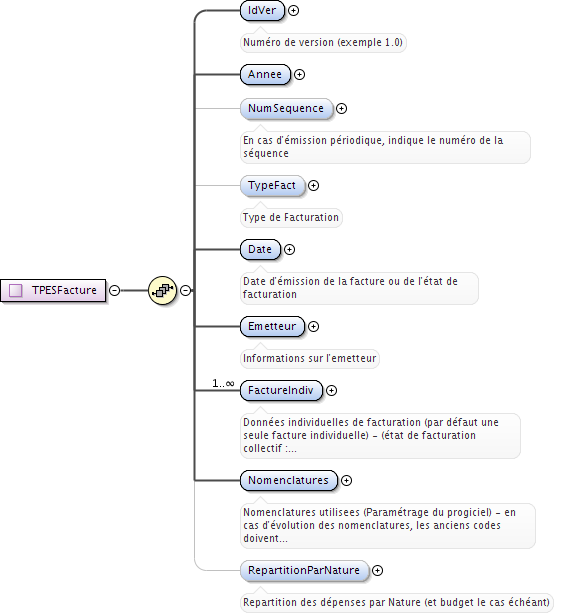 IdVer
Numéro de version (exemple 1.0)
Annee
NumSequence
En cas d'émission périodique, indique le numéro de la
séquence
TypeFact
Type de Facturation
Date
Date d'émission de la facture ou de l'état de
facturation
TPESFacture
Emetteur
Informations sur l'emetteur
1..∞
FactureIndiv
Données individuelles de facturation (par défaut une
seule facture individuelle) – (état de facturation
collectif :...
Nomenclatures
Nomenclatures utilisees (Paramétrage du progiciel) – en
cas d'évolution des nomenclatures, les anciens codes
doivent...
RepartitionParNature
Repartition des dépenses par Nature (et budget le cas échéant)